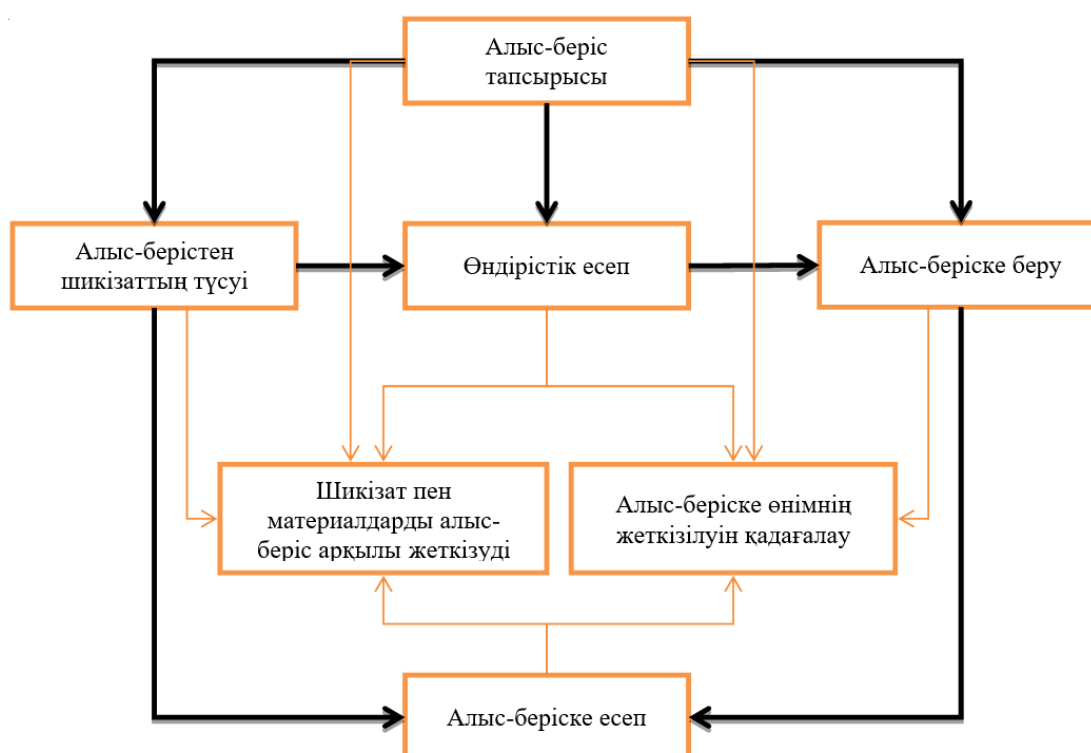 Алыс-беріс
тапсырысы
Алыс-берістен
шикізаттың түсуі
Өндірістік есеп
Алыс-беріске беру
Шикізат пен
материалдарды алыс-
беріс арқылы жеткізуді
Алыс-беріске өнімнің
жеткізілуін қадағалау
Алыс-беріске есеп